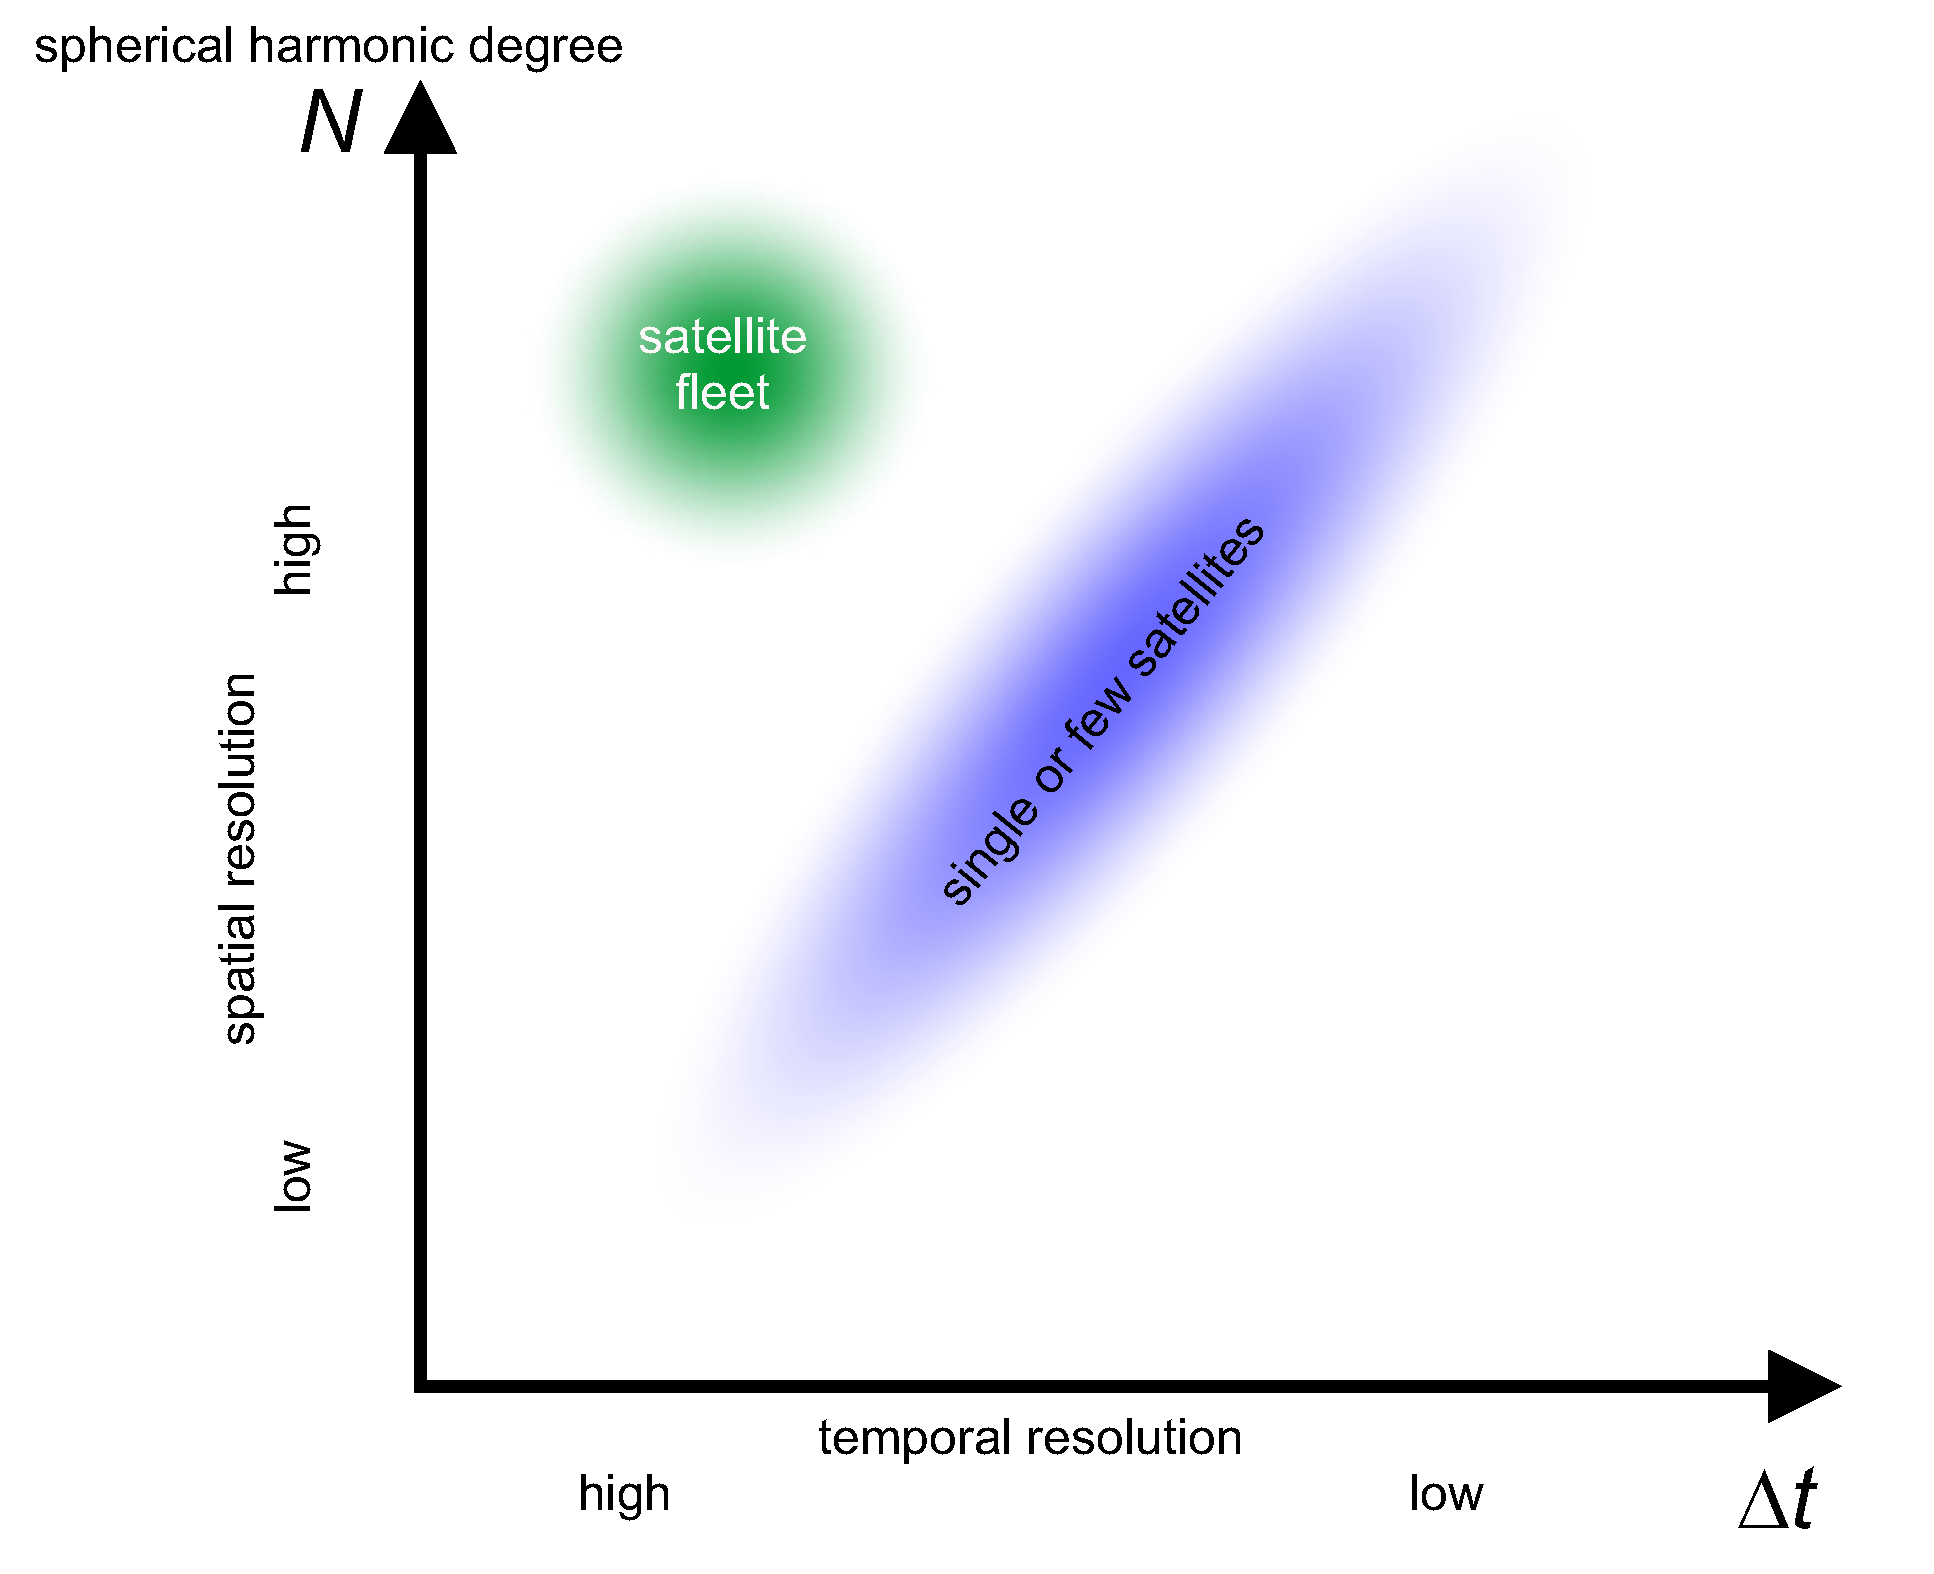 spherical harmonic degree
N
satellite
fleet
single or few satellites
high
spatial resolution
low
temporal resolution
high
low
Δt